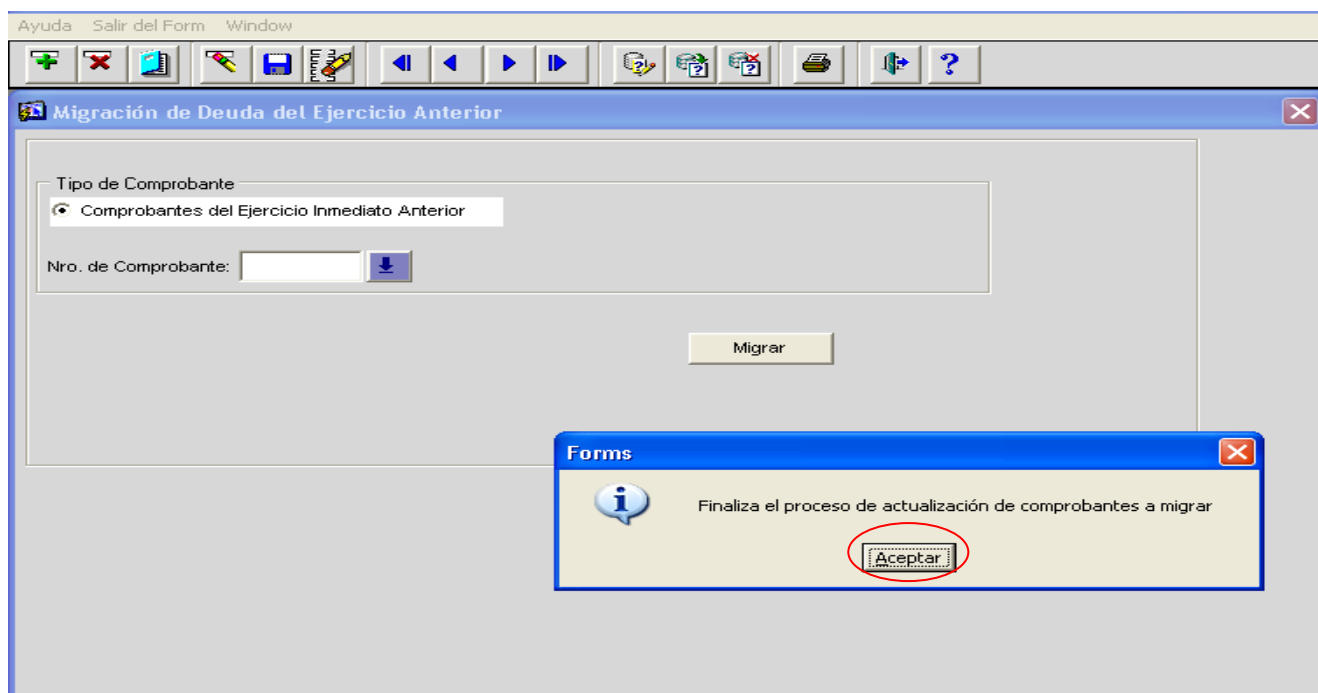 Ayuda Salir del Form Window
Migración de Deuda del Ejercicio Anterior
Tipo de Comprobante
Comprobantes del Ejercicio Inmediato Anterior
Nro. de Comprobante:
Migrar
Forms
Finaliza el proceso de actualización de comprobantes a migrar
Aceptar